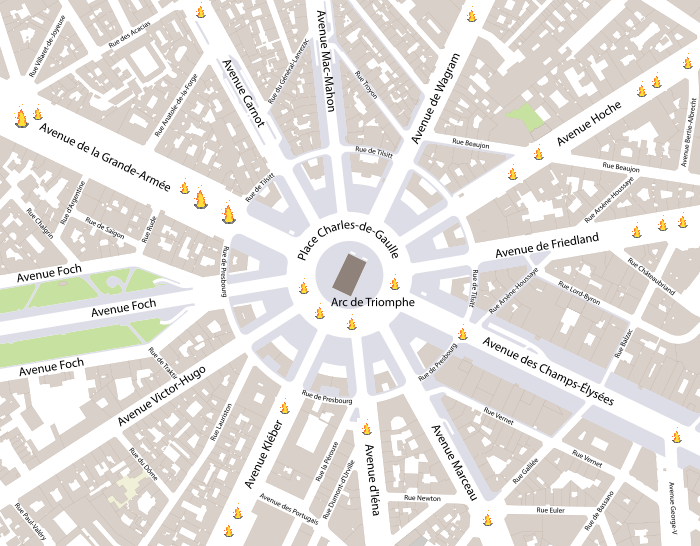 Rue Villaret-de-Joyeuse
Rue des Acacias
Avenue Carnot
Rue du Général-Lanrezac
Avenue Mac-Mahon
Rue Troyon
Avenue de Wagram
Avenue Hoche
Avenue Bertie-Albrecht
Rue Anatole-de-la-Forge
Avenue de la Grande-Armée
Rue de Tilsitt
Rue Beaujon
Rue Beaujon
Rue de Tilsitt
Rue d'Argentine
Rue Chalgrin
Rue de Saigon
Rue Rude
Rue Arsène-Houssaye
Place Charles-de-Gaulle
Avenue de Friedland
Rue de Presbourg
Avenue Foch
Avenue Foch
Avenue Foch
Rue de Tilsitt
Rue Arsène-Houssaye
Rue Lord-Byron
Rue Châteaubriand
Arc de Triomphe
Rue Balzac
Rue de Presbourg
Avenue des Champs-Élysées
Rue de Traktir
Avenue Victor-Hugo
Rue de Presbourg
Rue Lauriston
Avenue Kléber
Rue Vernet
Rue Vernet
Avenue Marceau
Avenue d'Iéna
Rue la Pérouse
Rue Dumont-d'Urville
Rue du Dôme
Rue Galilée
Rue Paul-Valéry
Avenue des Portugais
Rue Newton
Rue Euler
Rue de Bassano
Avenue George-V